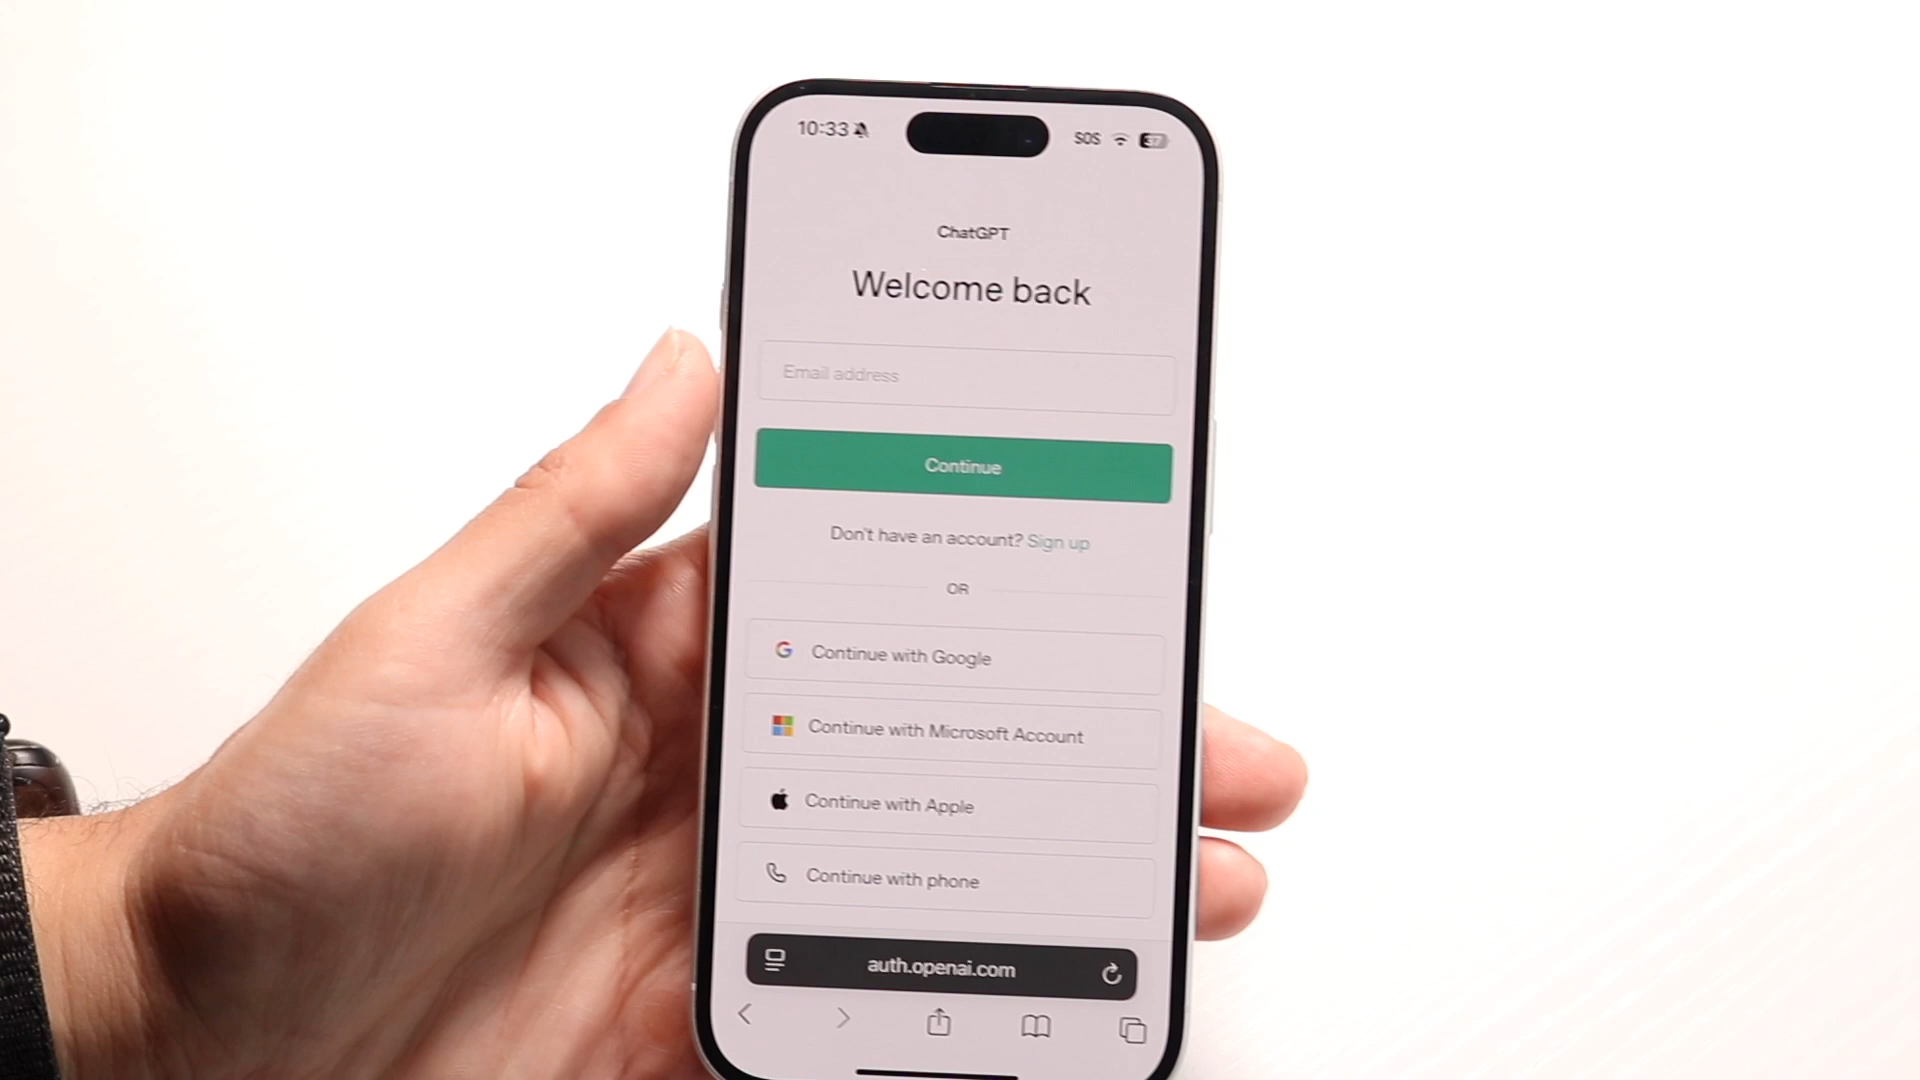 10:33
SOS
37
ChatGPT
Welcome back
Email address
Continue
Don't have an account? Sign up
OR
Continue with Google
Continue with Microsoft Account
Continue with Apple
Continue with phone
auth.openai.com